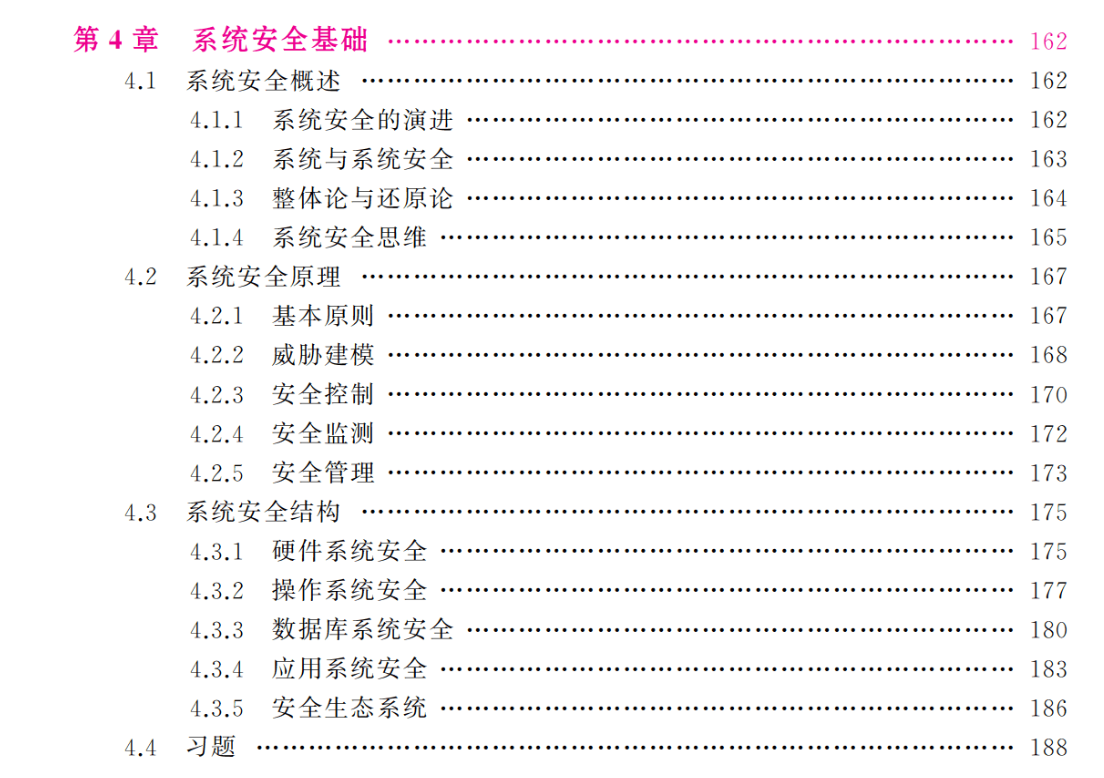 第 4 章 系统安全基础 …………………………………………………………… 162
4.1 系统安全概述 …………………………………………………………… 162
4.1.1 系统安全的演进 …………………………………………………… 162
4.1.2 系统与系统安全 …………………………………………………… 163
4.1.3 整体论与还原论 …………………………………………………… 164
4.1.4 系统安全思维 ……………………………………………………… 165
4.2 系统安全原理 …………………………………………………………… 167
4.2.1 基本原则 …………………………………………………………… 167
4.2.2 威胁建模 …………………………………………………………… 168
4.2.3 安全控制 …………………………………………………………… 170
4.2.4 安全监测 …………………………………………………………… 172
4.2.5 安全管理 …………………………………………………………… 173
4.3 系统安全结构 …………………………………………………………… 175
4.3.1 硬件系统安全 ……………………………………………………… 175
4.3.2 操作系统安全 ……………………………………………………… 177
4.3.3 数据库系统安全 …………………………………………………… 180
4.3.4 应用系统安全 ……………………………………………………… 183
4.3.5 安全生态系统 ……………………………………………………… 186
4.4 习题 ……………………………………………………………………… 188